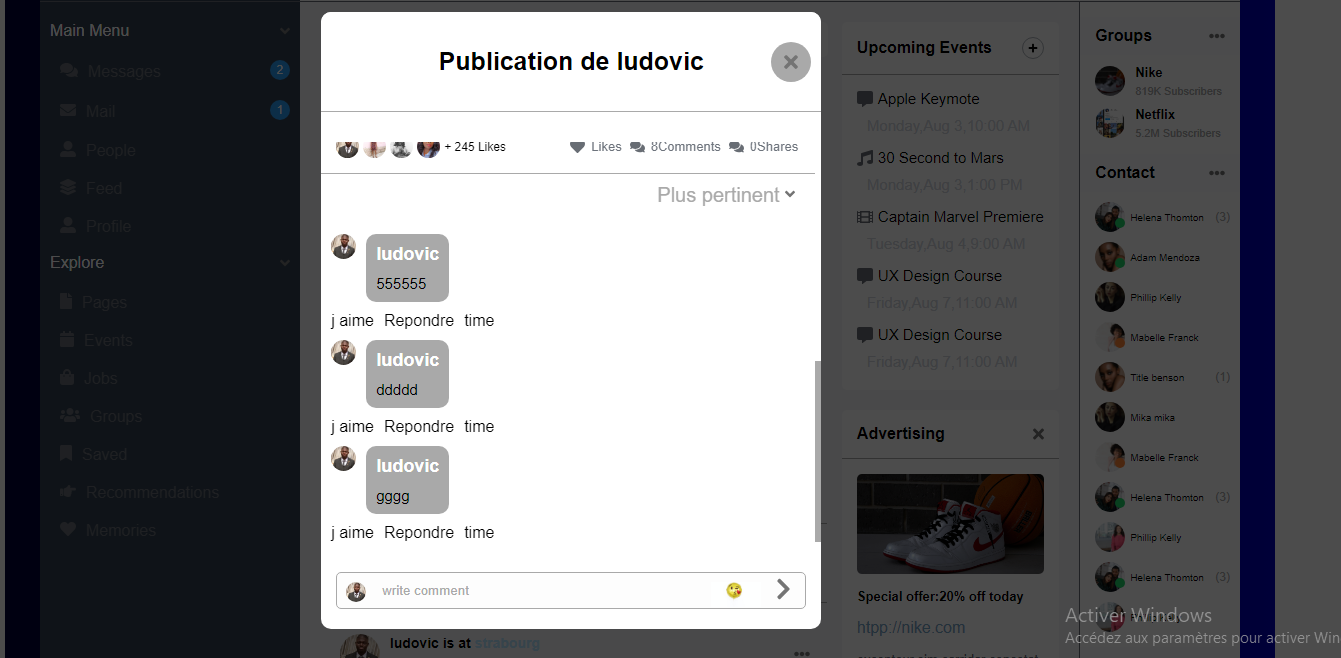 Main Menu
Messages 2
Mail 1
People
Feed
Profile
Explore
Pages
Events
Jobs
Groups
Saved
Recommendations
Memories
Publication de ludovic
+ 245 Likes Likes 8Comments 0Shares
Plus pertinent
ludovic
555555
j aime Repondre time
ludovic
ddddd
j aime Repondre time
ludovic
gggg
j aime Repondre time
write comment
ludovic is at strabourg
Upcoming Events
Apple Keymote
Monday,Aug 3,10:00 AM
30 Second to Mars
Monday,Aug 3,1:00 PM
Captain Marvel Premiere
Tuesday,Aug 4,9:00 AM
UX Design Course
Friday,Aug 7,11:00 AM
UX Design Course
Friday,Aug 7,11:00 AM
Advertising
Special offer:20% off today
htpp://nike.com
Groups
Nike
819K Subscribers
Netflix
5.2M Subscribers
Contact
Helena Thomton (3)
Adam Mendoza
Phillip Kelly
Mabelle Franck
Title benson (1)
Mika mika
Mabelle Franck
Helena Thomton (3)
Phillip Kelly
Helena Thomton (3)
Activer Windows
Accédez aux paramètres pour activer Win